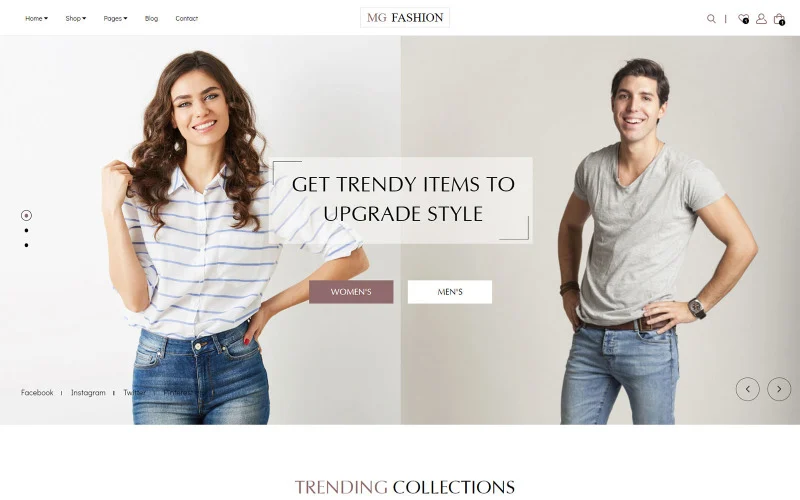 Home Shop Pages Blog Contact
MG FASHION
GET TRENDY ITEMS TO
UPGRADE STYLE
WOMEN'S
MEN'S
Facebook I Instagram I Twitter I Pinterest
TRENDING COLLECTIONS